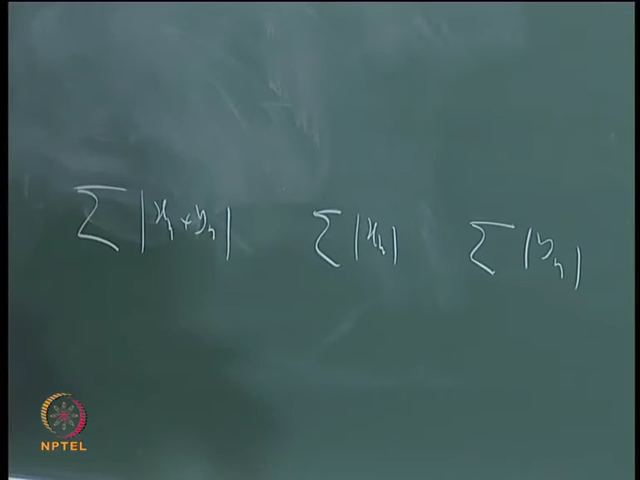 ∑ |xₙ + yₙ| ∑ |xₙ| ∑ |yₙ|
NPTEL